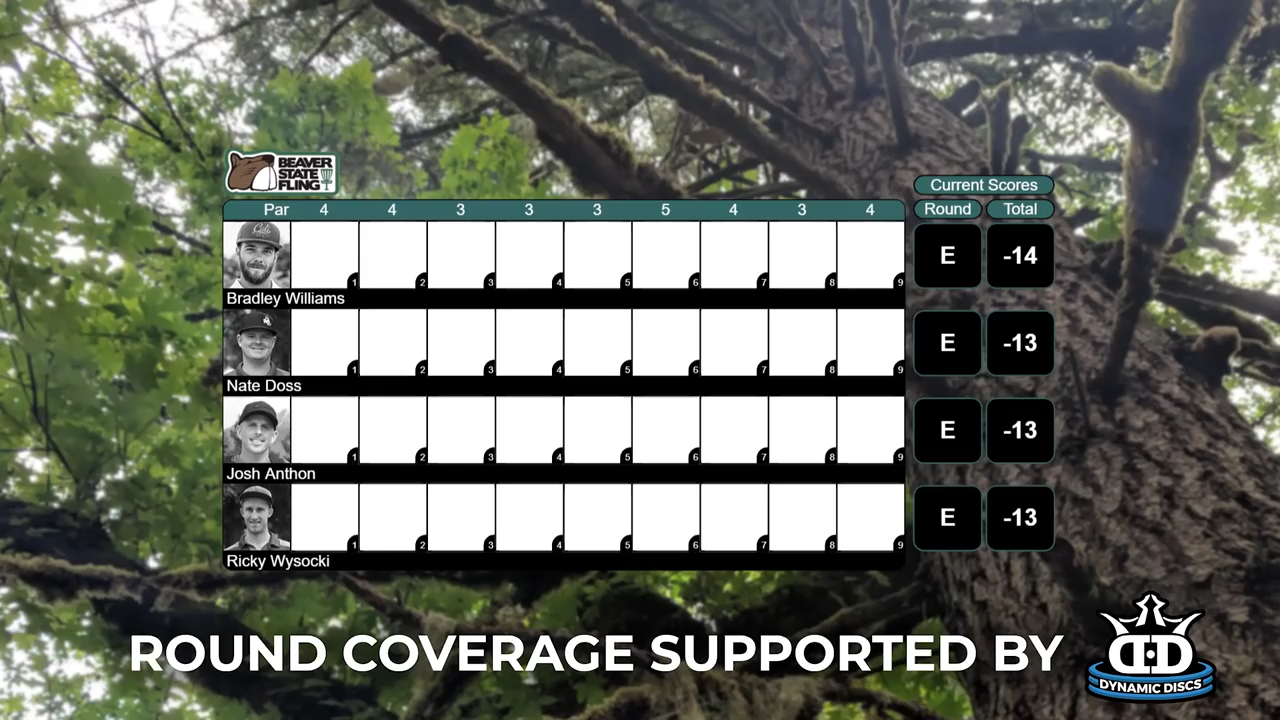 BEAVER
STATE
FLING
Current Scores
Par 4 4 3 3 3 5 4 3 4 Round Total
1 2 3 4 5 6 7 8 9 E -14
Bradley Williams
1 2 3 4 5 6 7 8 9 E -13
Nate Doss
1 2 3 4 5 6 7 8 9 E -13
Josh Anthon
1 2 3 4 5 6 7 8 9 E -13
Ricky Wysocki
ROUND COVERAGE SUPPORTED BY
DD
DYNAMIC DISCS